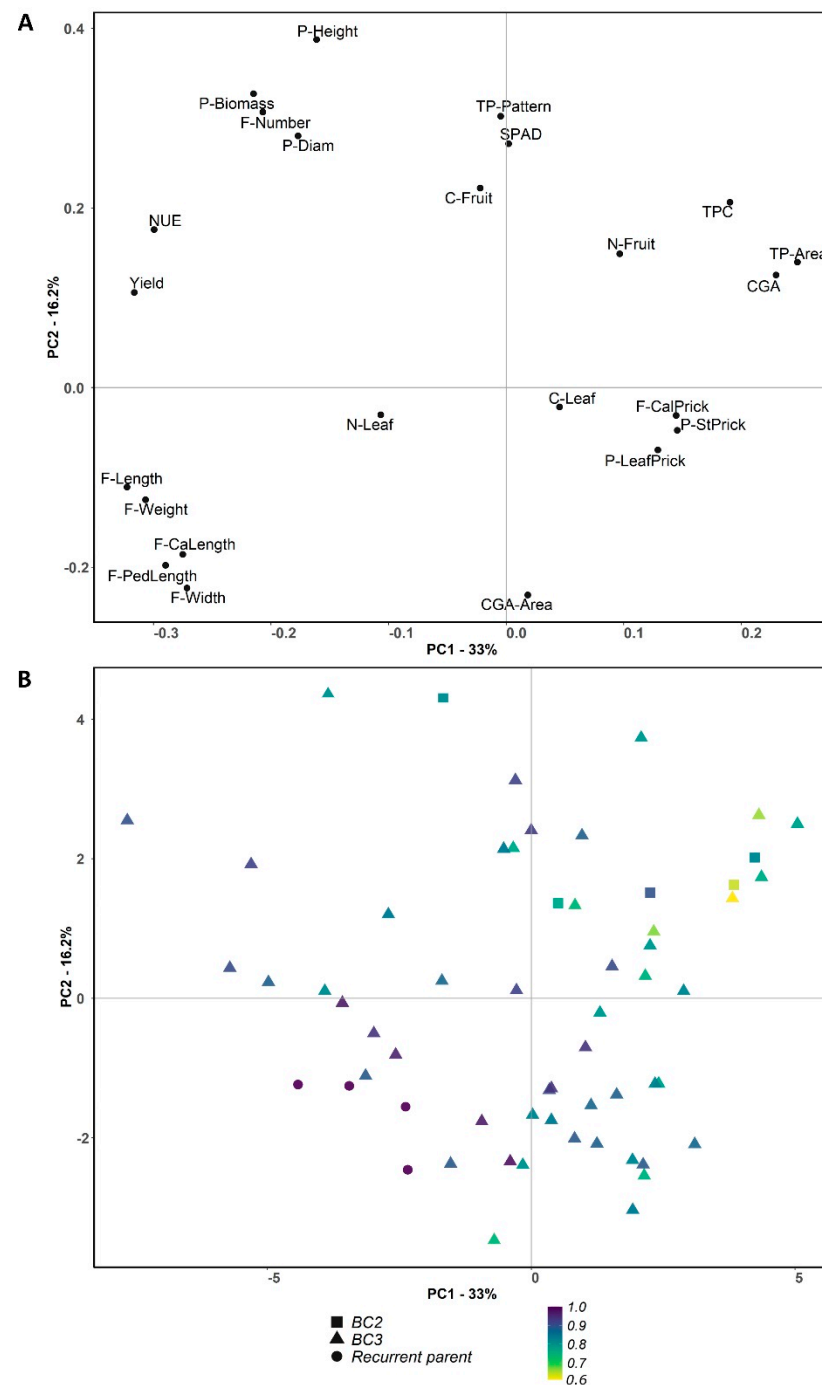 A
0.4
P-Height
P-Biomass
F-Number
P-Diam
TP-Pattern
SPAD
C-Fruit
0.2
NUE
TPC
N-Fruit
TP-Area
CGA
Yield
PC2 - 16.2%
0.0
C-Leaf
F-CalPrick
N-Leaf
P-StPrick
P-LeafPrick
F-Length
F-Weight
F-CaLength
-0.2
F-PedLength
F-Width
CGA-Area
-0.3 -0.2 -0.1 0.0 0.1 0.2
PC1 - 33%
B
4
2
PC2 - 16.2%
0
-2
-5 0 5
PC1 - 33%
BC2
BC3
Recurrent parent
1.0
0.9
0.8
0.7
0.6